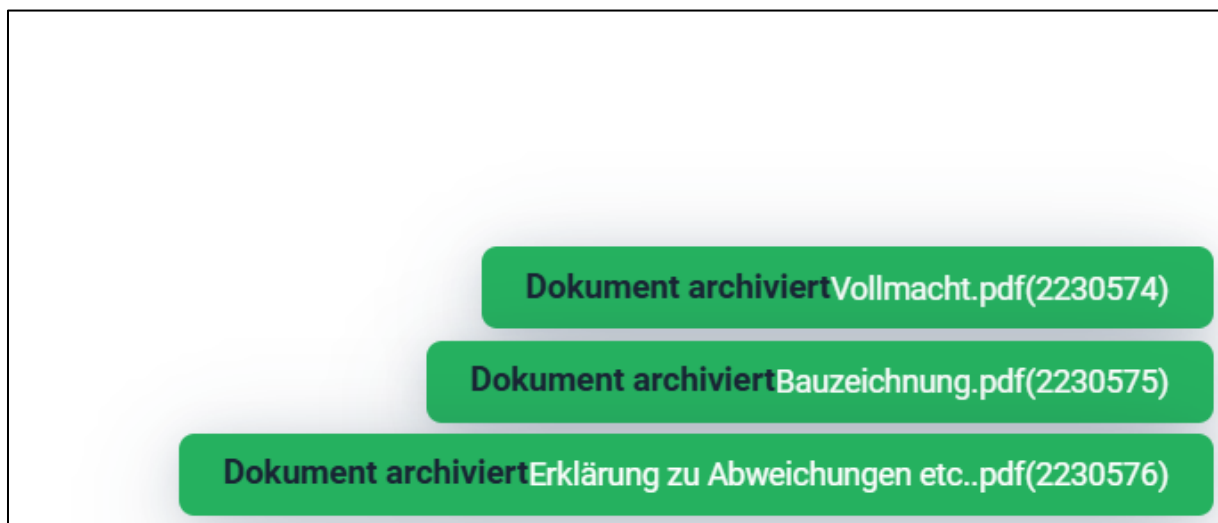 Dokument archiviertVollmacht.pdf(2230574)
Dokument archiviertBauzeichnung.pdf(2230575)
Dokument archiviertErklärung zu Abweichungen etc..pdf(2230576)